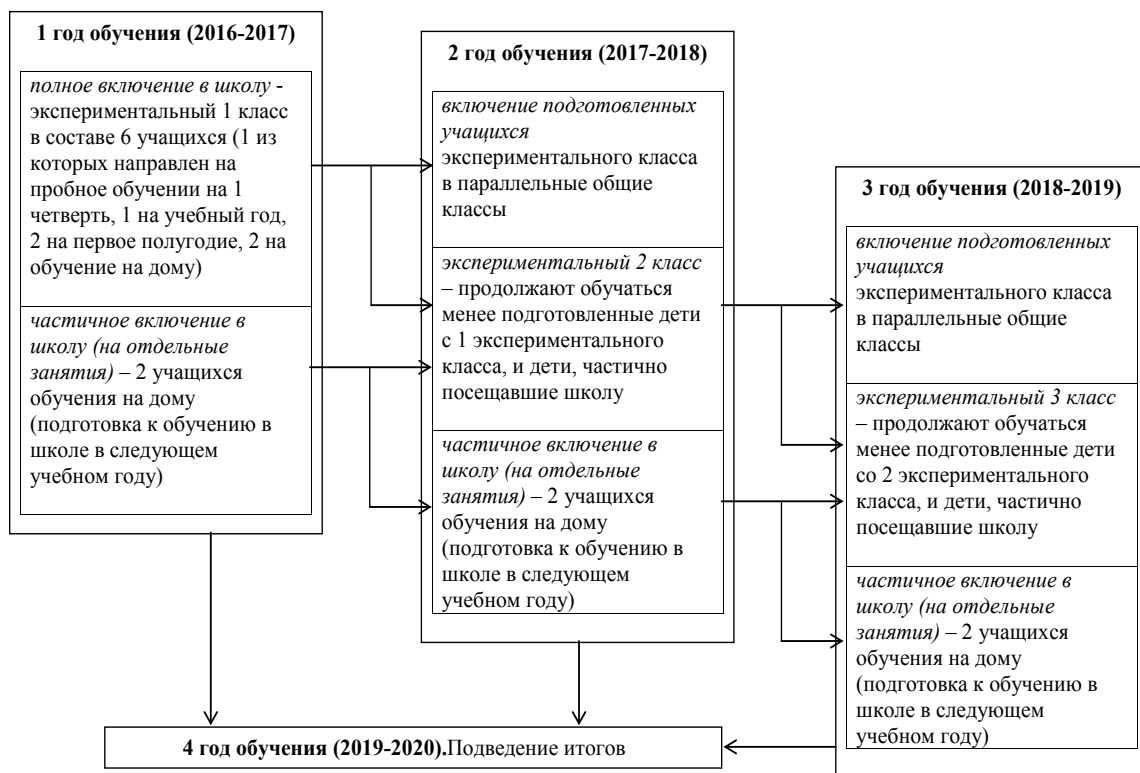 1 год обучения (2016-2017)
полное включение в школу -
экспериментальный 1 класс
в составе 6 учащихся (1 из
которых направлен на
пробное обучении на 1
четверть, 1 на учебный год,
2 на первое полугодие, 2 на
обучение на дому)
частичное включение в
школу (на отдельные
занятия) – 2 учащихся
обучения на дому
(подготовка к обучению в
школе в следующем
учебном году)
2 год обучения (2017-2018)
включение подготовленных
учащихся
экспериментального класса
в параллельные общие
классы
экспериментальный 2 класс
– продолжают обучаться
менее подготовленные дети
с 1 экспериментального
класса, и дети, частично
посещавшие школу
частичное включение в
школу (на отдельные
занятия) – 2 учащихся
обучения на дому
(подготовка к обучению в
школе в следующем
учебном году)
3 год обучения (2018-2019)
включение подготовленных
учащихся
экспериментального класса
в параллельные общие
классы
экспериментальный 3 класс
– продолжают обучаться
менее подготовленные дети
со 2 экспериментального
класса, и дети, частично
посещавшие школу
частичное включение в
школу (на отдельные
занятия) – 2 учащихся
обучения на дому
(подготовка к обучению в
школе в следующем
учебном году)
4 год обучения (2019-2020).Подведение итогов